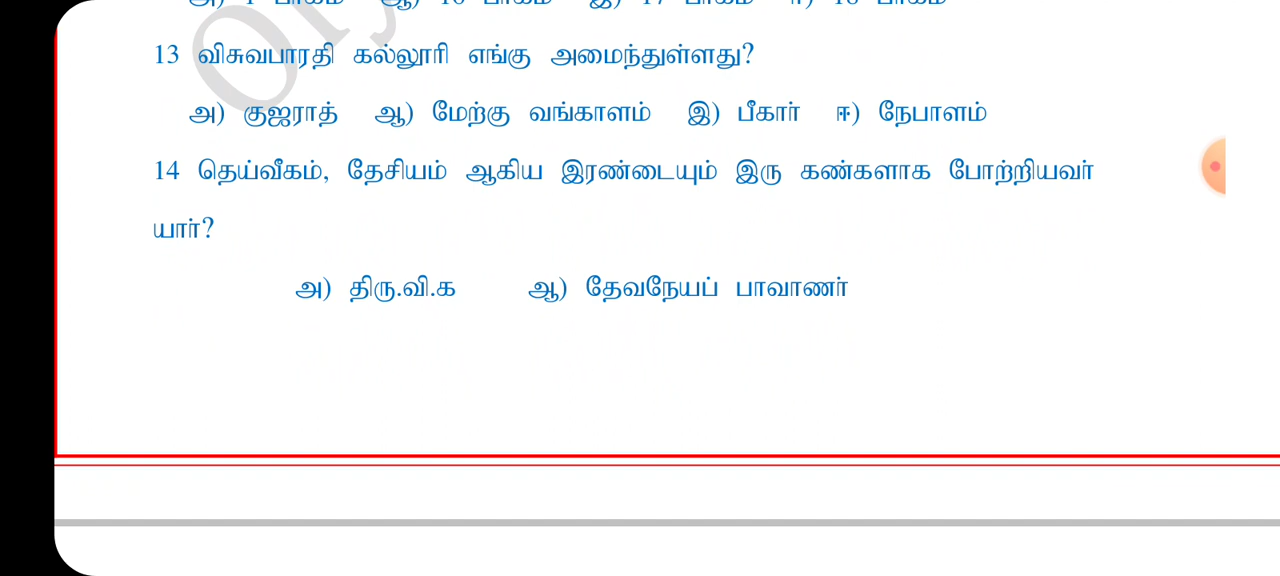 13 விசுவபாரதி கல்லூரி எங்கு அமைந்துள்ளது?
அ) குஜராத் ஆ) மேற்கு வங்காளம் இ) பீகார் ஈ) நேபாளம்
14 தெய்வீகம், தேசியம் ஆகிய இரண்டையும் இரு கண்களாக போற்றியவர்
யார்?
அ) திரு.வி.க ஆ) தேவநேயப் பாவாணர்